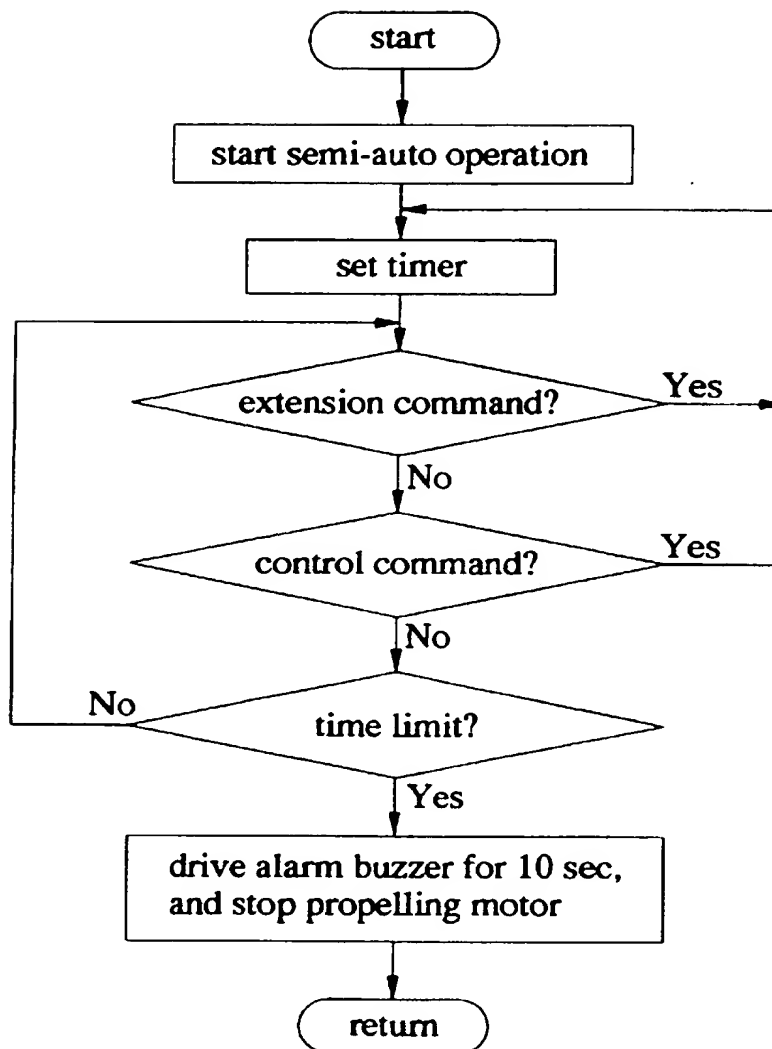 start
start semi-auto operation
set timer
extension command?
Yes
No
control command?
Yes
No
time limit?
No
Yes
drive alarm buzzer for 10 sec,
and stop propelling motor
return